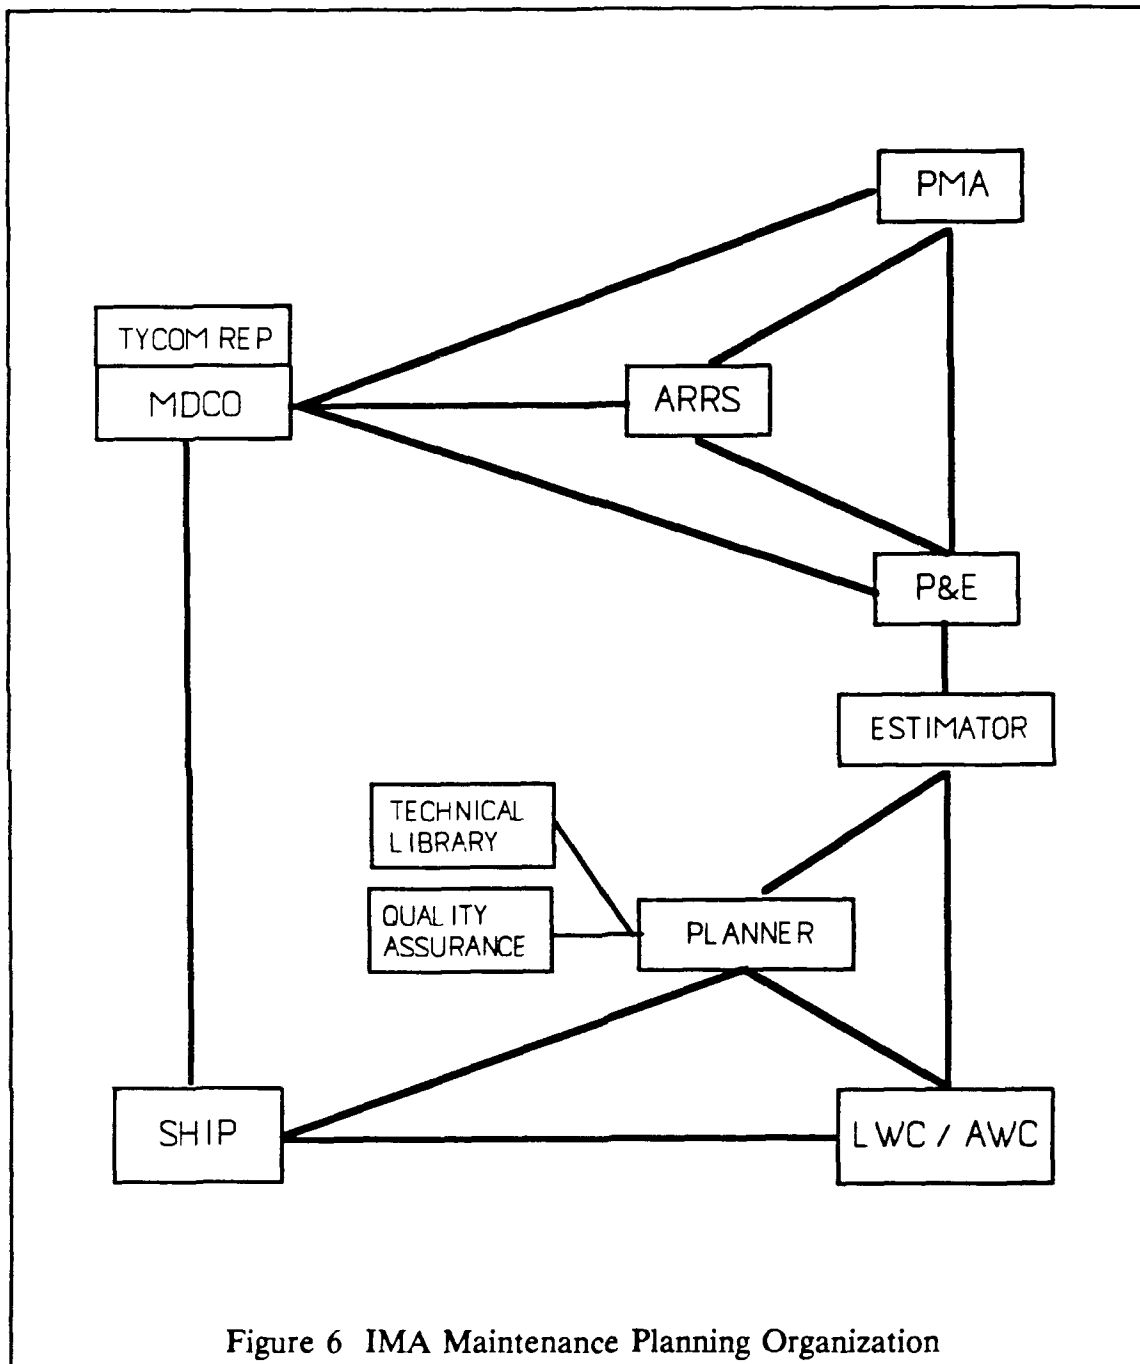 PMA
TYCOM REP
MDCO
ARRS
P&E
ESTIMATOR
TECHNICAL
LIBRARY
QUALITY
ASSURANCE
PLANNER
SHIP
LWC / AWC
Figure 6 IMA Maintenance Planning Organization